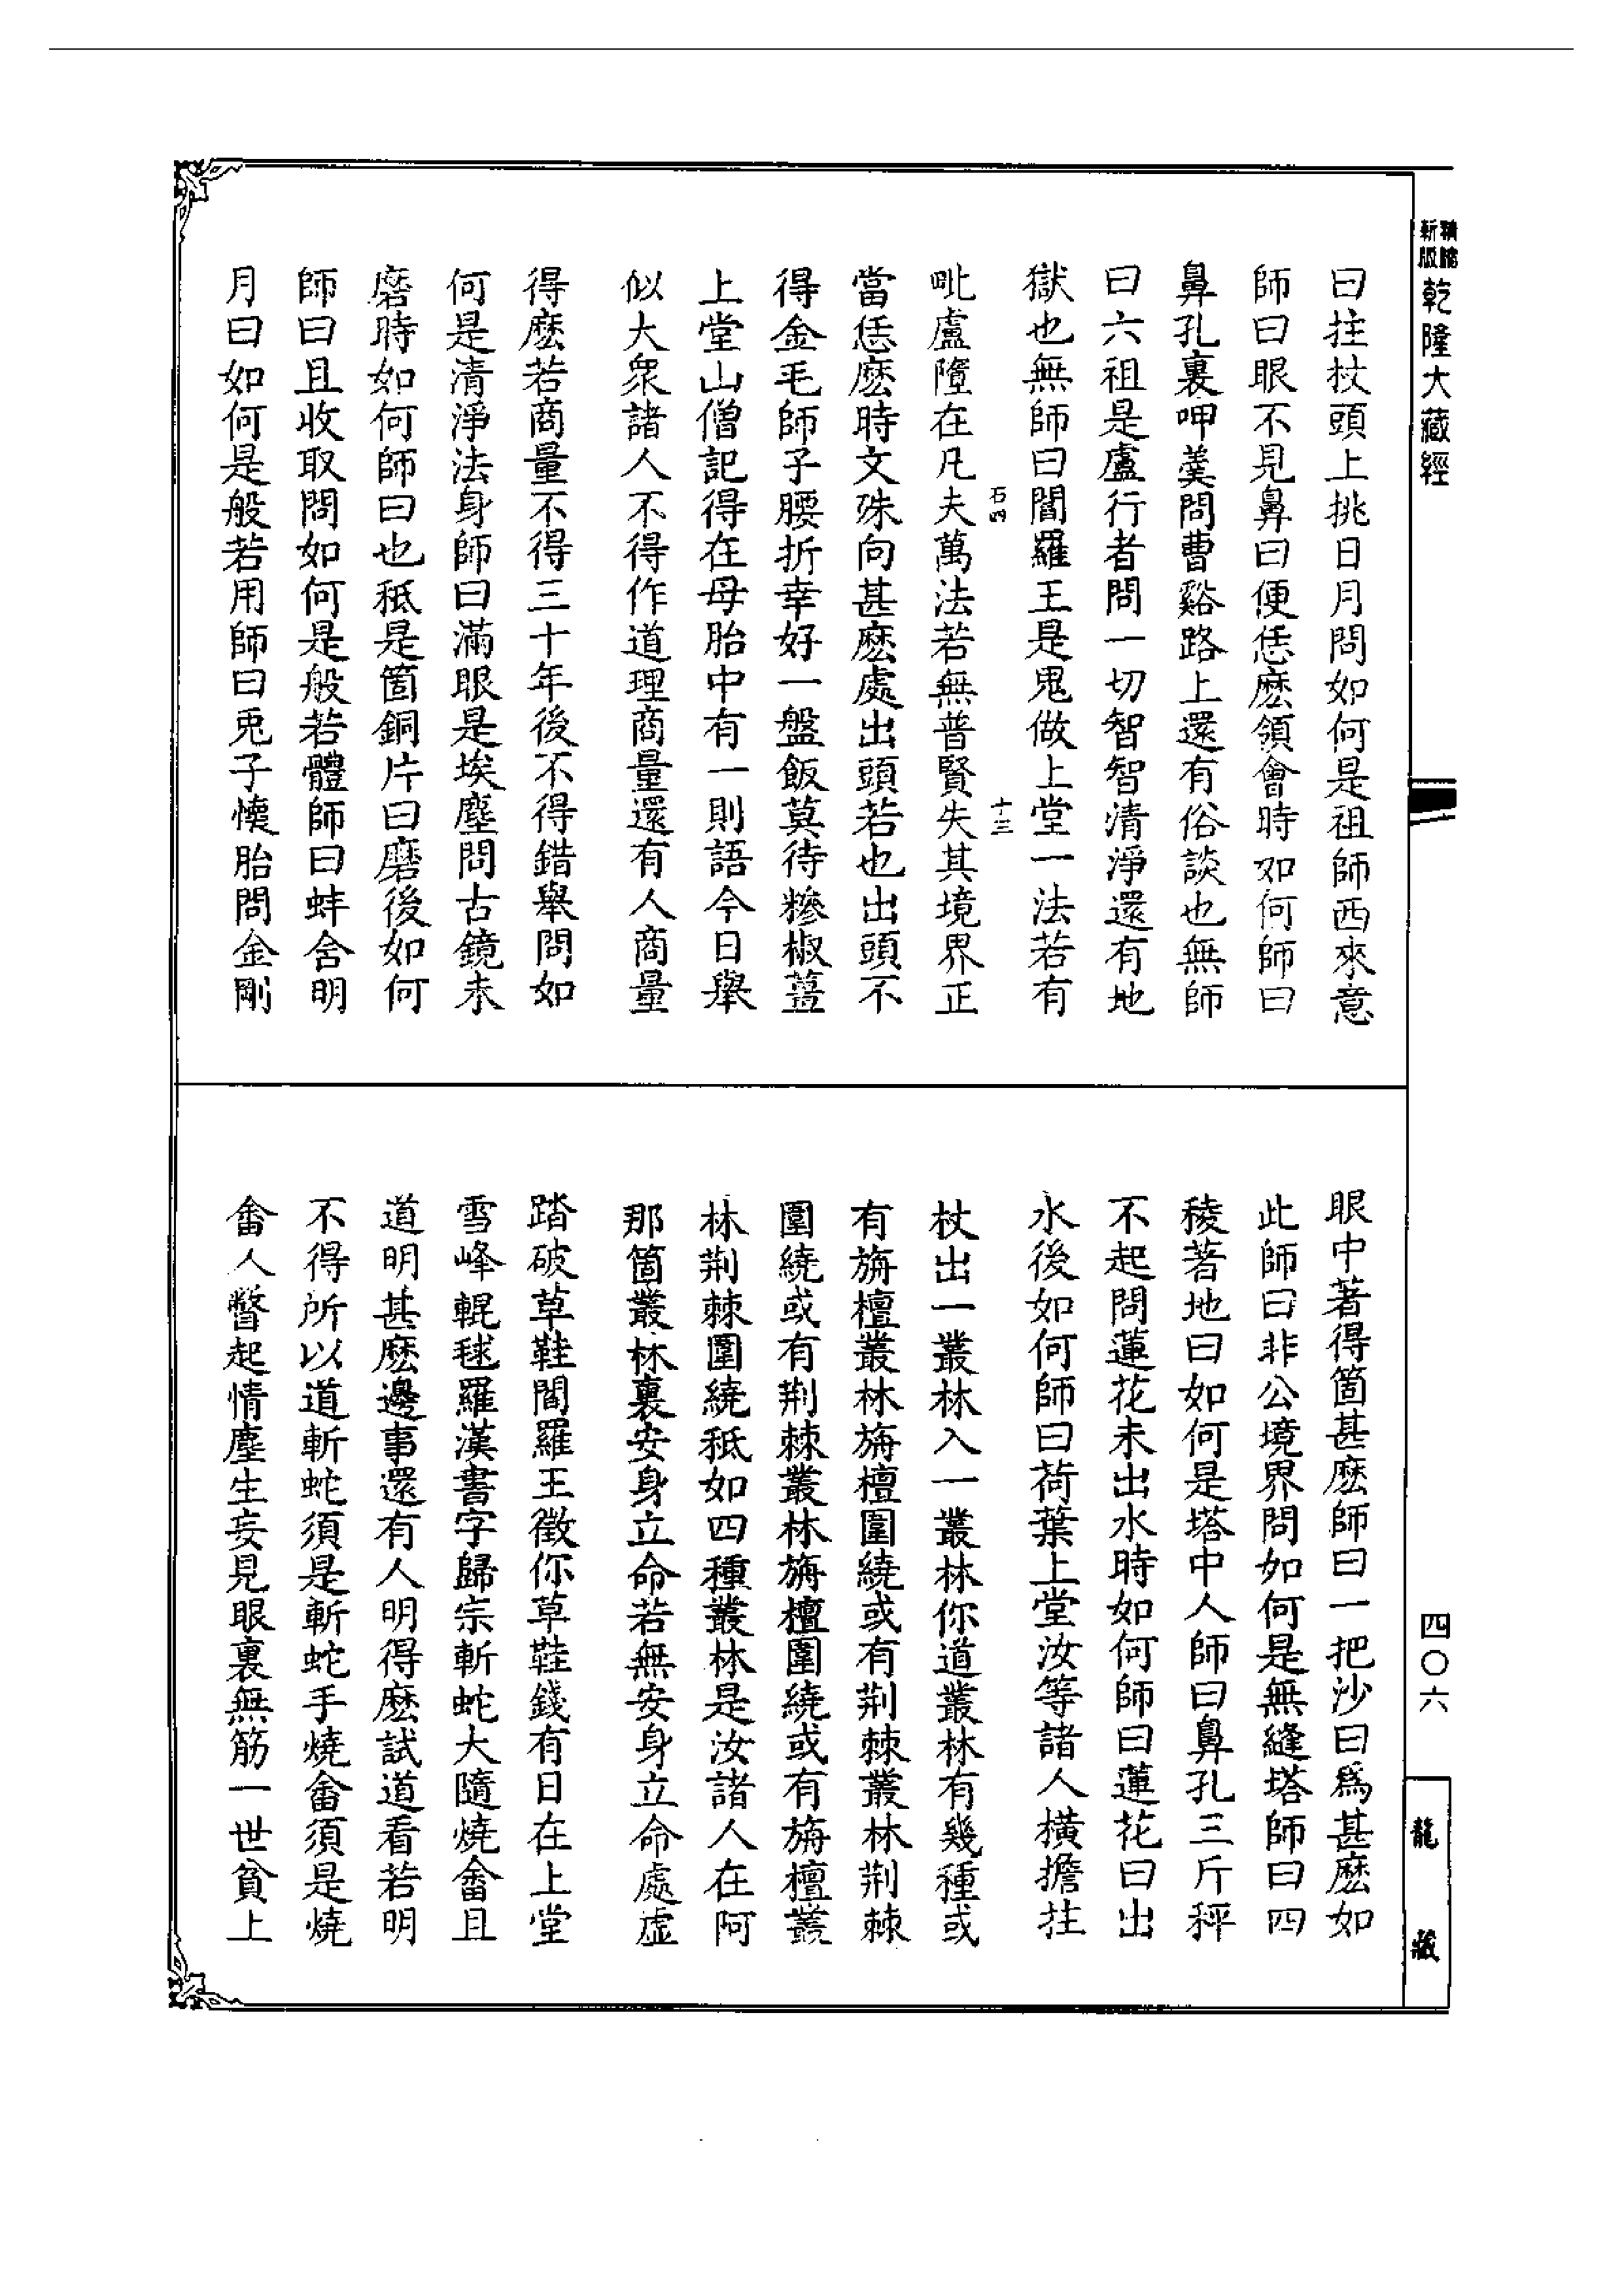 新版精縮乾隆大藏經
曰拄杖頭上挑日月問如何是祖師西來意
師曰眼不見鼻曰便恁麽領會時如何師曰
鼻孔裏呷羹問曹谿路上還有俗談也無師
曰六祖是盧行者問一切智智清淨還有地
獄也無師曰閻羅王是鬼做上堂一法若有
石四
十三
毗盧墮在凡夫萬法若無普賢失其境界正
當恁麽時文殊向甚麽處出頭若也出頭不
得金毛師子腰折幸好一盤飯莫待糝椒薑
上堂山僧記得在母胎中有一則語今日舉
似大衆諸人不得作道理商量還有人商量
得麽若商量不得三十年後不得錯舉問如
何是清淨法身師曰滿眼是埃塵問古鏡未
磨時如何師曰也秖是箇銅片曰磨後如何
師曰且收取問如何是般若體師曰蚌含明
月曰如何是般若用師曰兎子懷胎問金剛
眼中著得箇甚麽師曰一把沙曰爲甚麽如
此師曰非公境界問如何是無縫塔師曰四
稜著地曰如何是塔中人師曰鼻孔三斤秤
不起問蓮花未出水時如何師曰蓮花曰出
水後如何師曰荷葉上堂汝等諸人橫擔拄
杖出一叢林入一叢林你道叢林有幾種或
有旃檀叢林旃檀圍繞或有荆棘叢林荆棘
圍繞或有荆棘叢林旃檀圍繞或有旃檀叢
林荆棘圍繞秖如四種叢林是汝諸人在阿
那箇叢林裏安身立命若無安身立命處虛
踏破草鞋閻羅王徵你草鞋錢有日在上堂
雪峰輥毬羅漢書字歸宗斬蛇大隨燒畬且
道明甚麽邊事還有人明得麽試道看若明
不得所以道斬蛇須是斬蛇手燒畬須是燒
畬人瞥起情塵生妄見眼裏無筋一世貧上
四〇六
龍藏